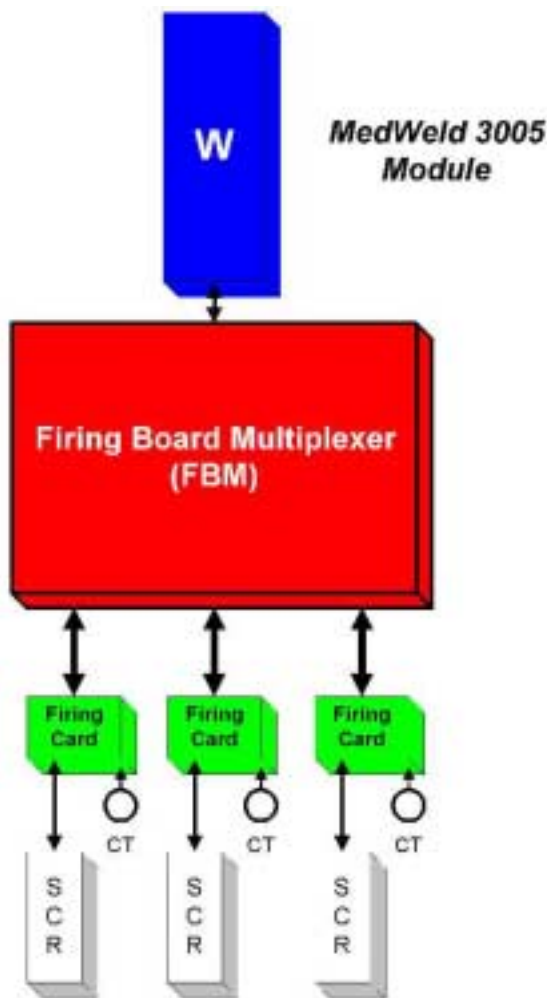 W
MedWeld 3005
Module
Firing Board Multiplexer
(FBM)
Firing
Card
Firing
Card
Firing
Card
CT
CT
CT
S
C
R
S
C
R
S
C
R